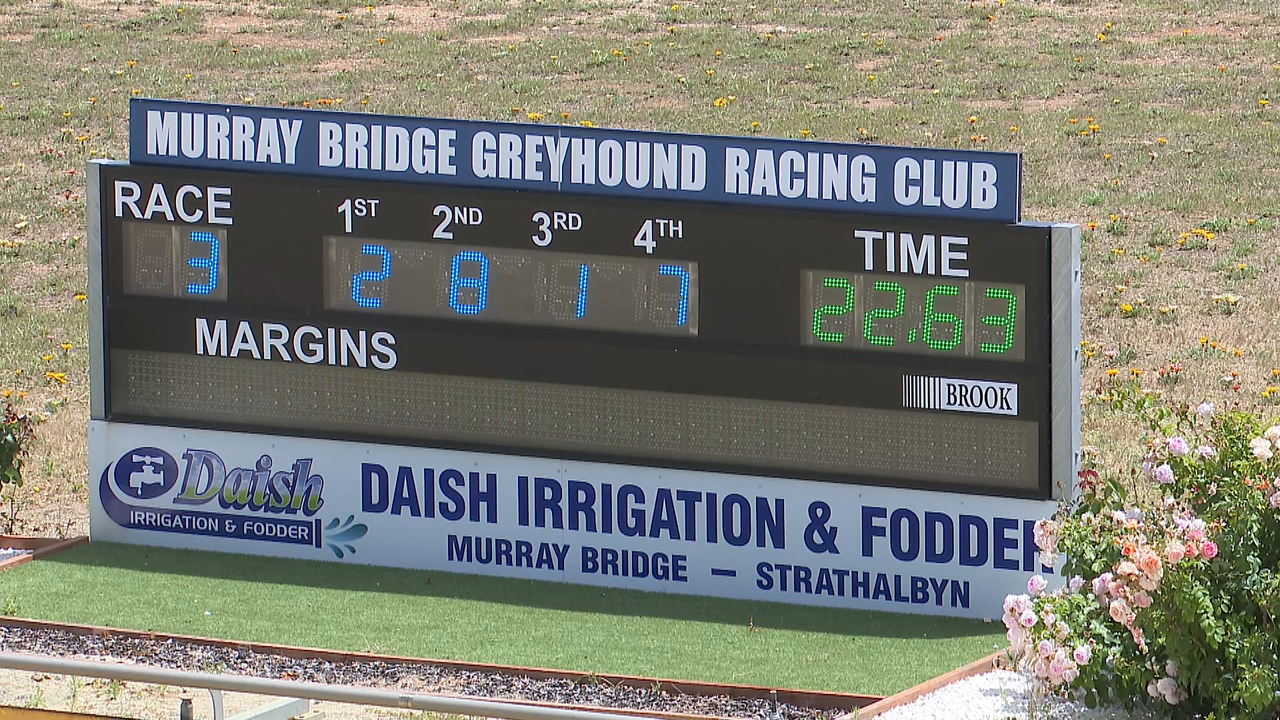 MURRAY BRIDGE GREYHOUND RACING CLUB
RACE 1ST 2ND 3RD 4TH TIME
3 2 8 1 7 22.63
MARGINS
BROOK
Daish
IRRIGATION & FODDER
DAISH IRRIGATION & FODDER
MURRAY BRIDGE — STRATHALBYN